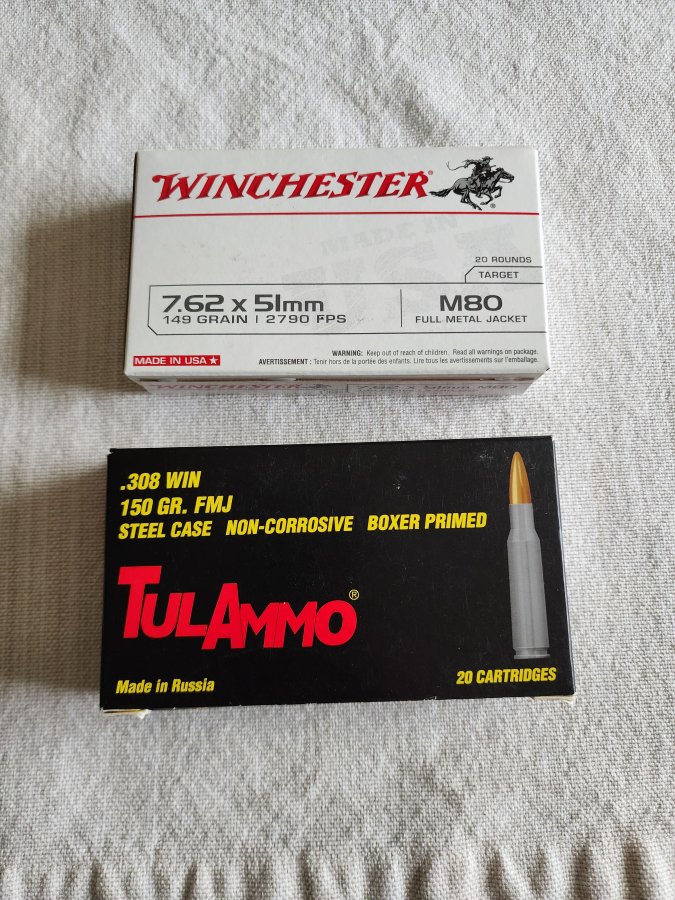 WINCHESTER®
20 ROUNDS
TARGET
7.62 x 51mm
149 GRAIN | 2790 FPS
M80
FULL METAL JACKET
MADE IN USA
WARNING: Keep out of reach of children. Read all warnings on package.
AVERTISSEMENT: Tenir hors de la portée des enfants. Lire tous les avertissements sur l'emballage.
WINCHESTER
.308 WIN
150 GR. FMJ
STEEL CASE NON-CORROSIVE BOXER PRIMED
TULAMMO®
Made in Russia
20 CARTRIDGES